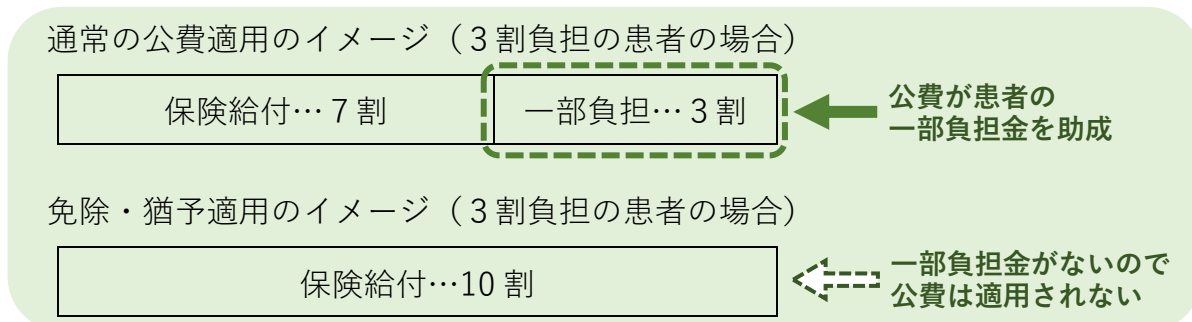 通常の公費適用のイメージ（３割負担の患者の場合）
保険給付…７割
一部負担…３割
公費が患者の
一部負担金を助成
免除・猶予適用のイメージ（３割負担の患者の場合）
保険給付…10 割
一部負担金がないので
公費は適用されない